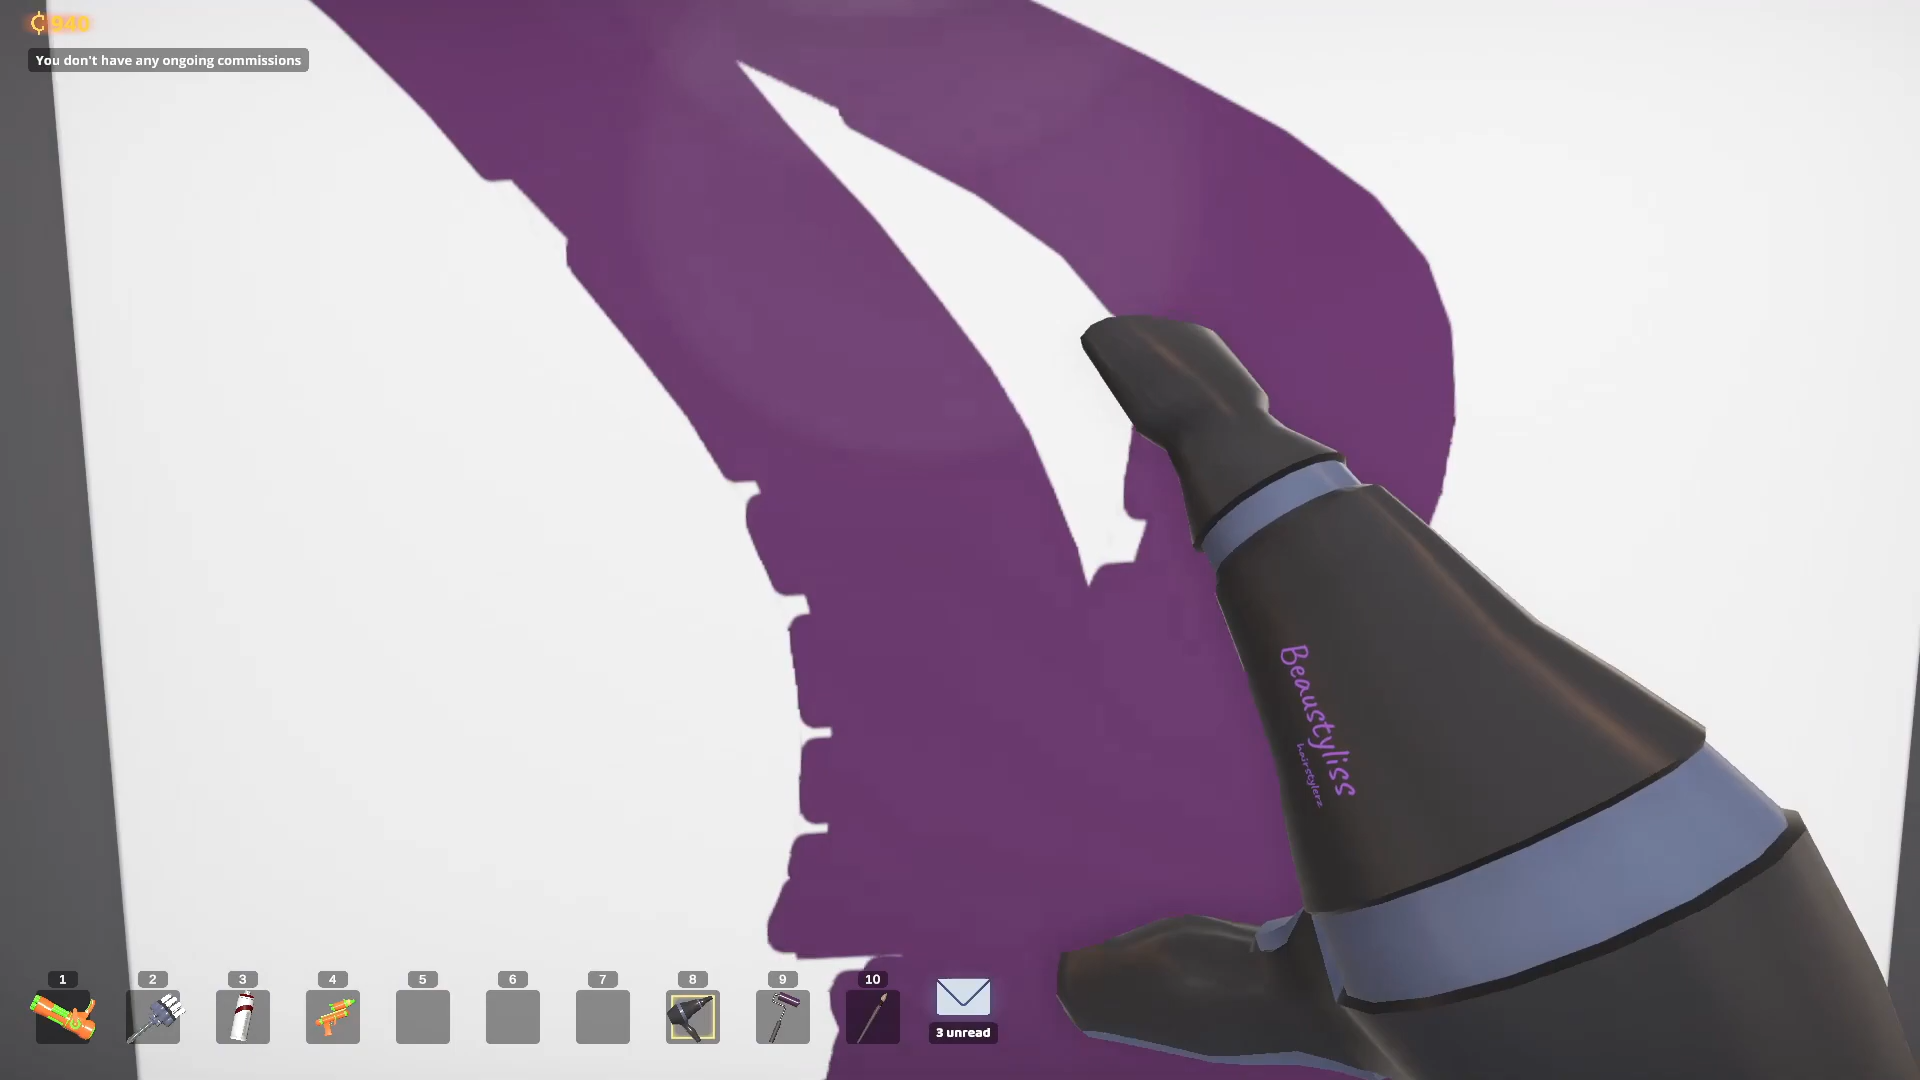 940
You don't have any ongoing commissions
Beaustyliss
hairstylerz
1 2 3 4 5 6 7 8 9 10
3 unread